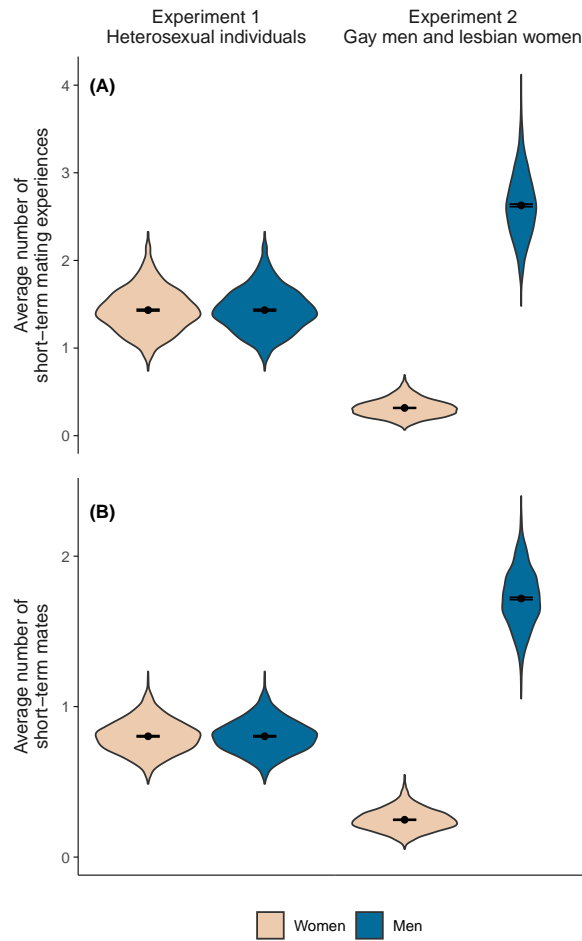 Experiment 1
Heterosexual individuals
Experiment 2
Gay men and lesbian women
(A)
Average number of
short−term mating experiences
4
3
2
1
0
(B)
Average number of
short−term mates
2
1
0
Women
Men